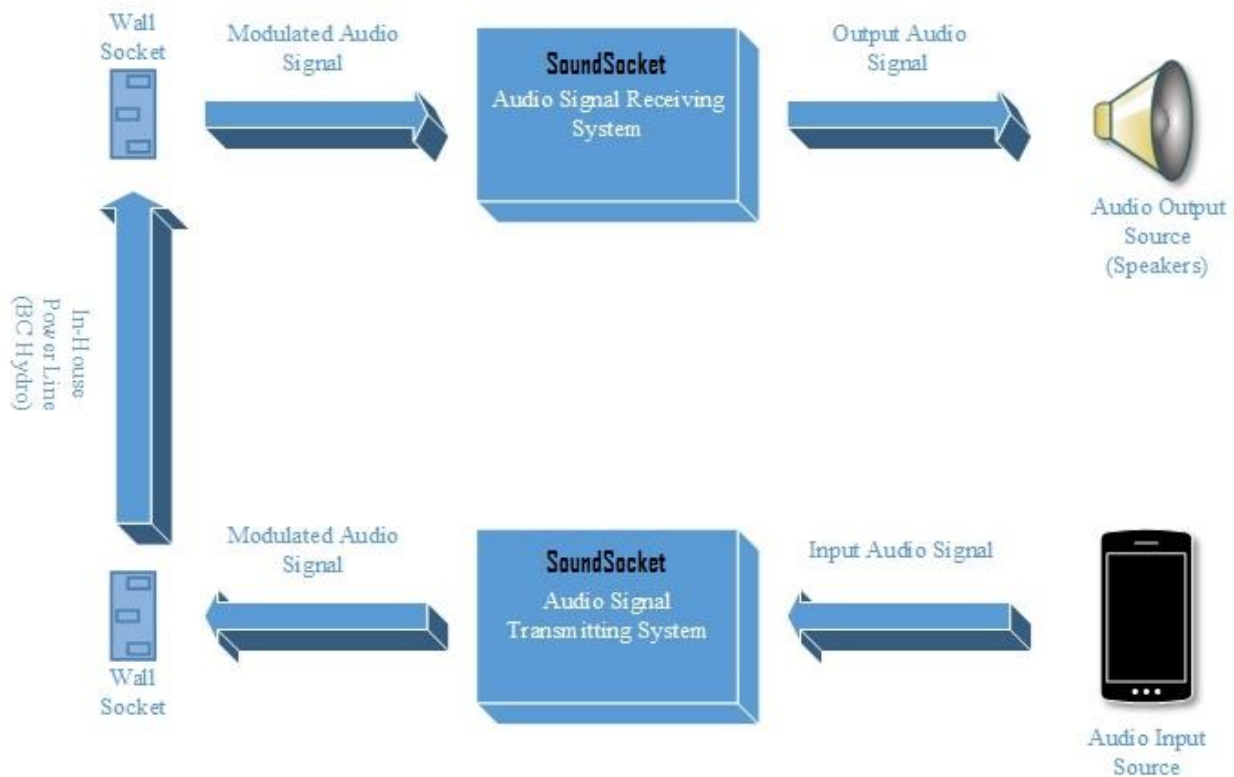 Wall
Socket
Modulated Audio
Signal
SoundSocket
Audio Signal Receiving
System
Output Audio
Signal
Audio Output
Source
(Speakers)
In-House
Power Line
(BC Hydro)
Modulated Audio
Signal
SoundSocket
Audio Signal
Transmitting System
Input Audio Signal
Wall
Socket
Audio Input
Source